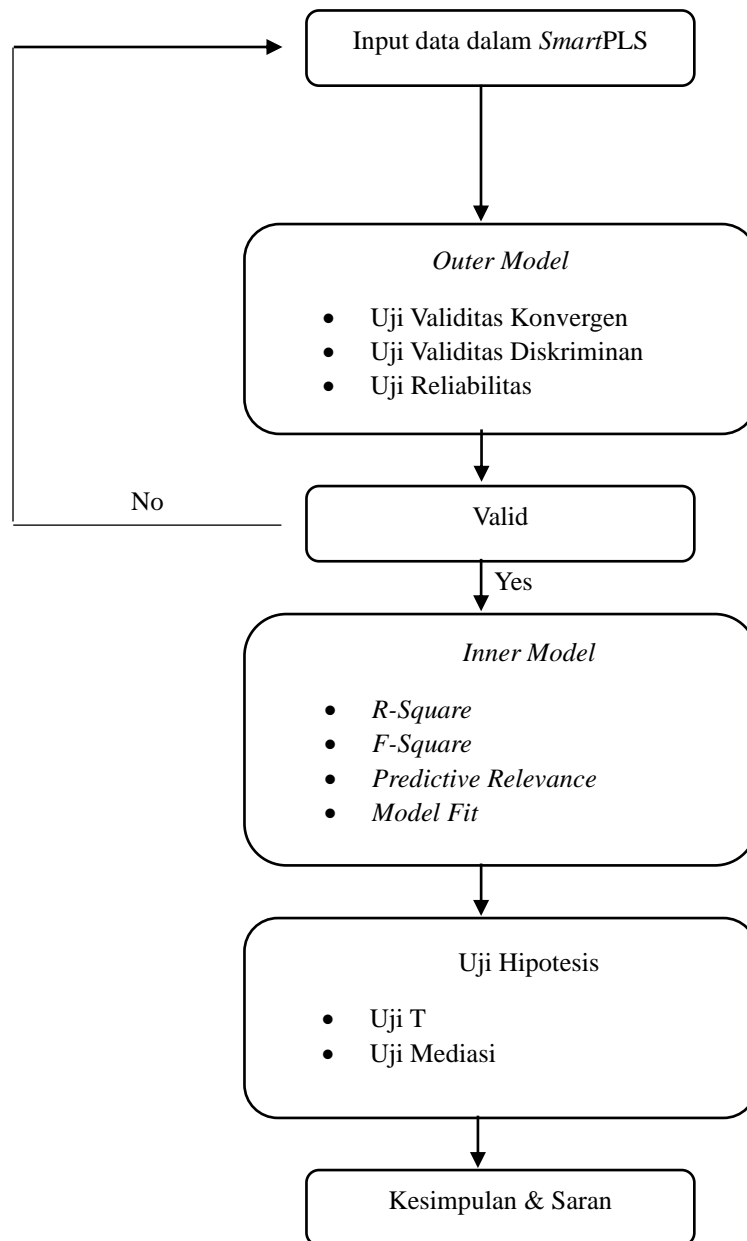 Input data dalam SmartPLS
Outer Model
• Uji Validitas Konvergen
• Uji Validitas Diskriminan
• Uji Reliabilitas
No
Valid
Yes
Inner Model
• R-Square
• F-Square
• Predictive Relevance
• Model Fit
Uji Hipotesis
• Uji T
• Uji Mediasi
Kesimpulan & Saran